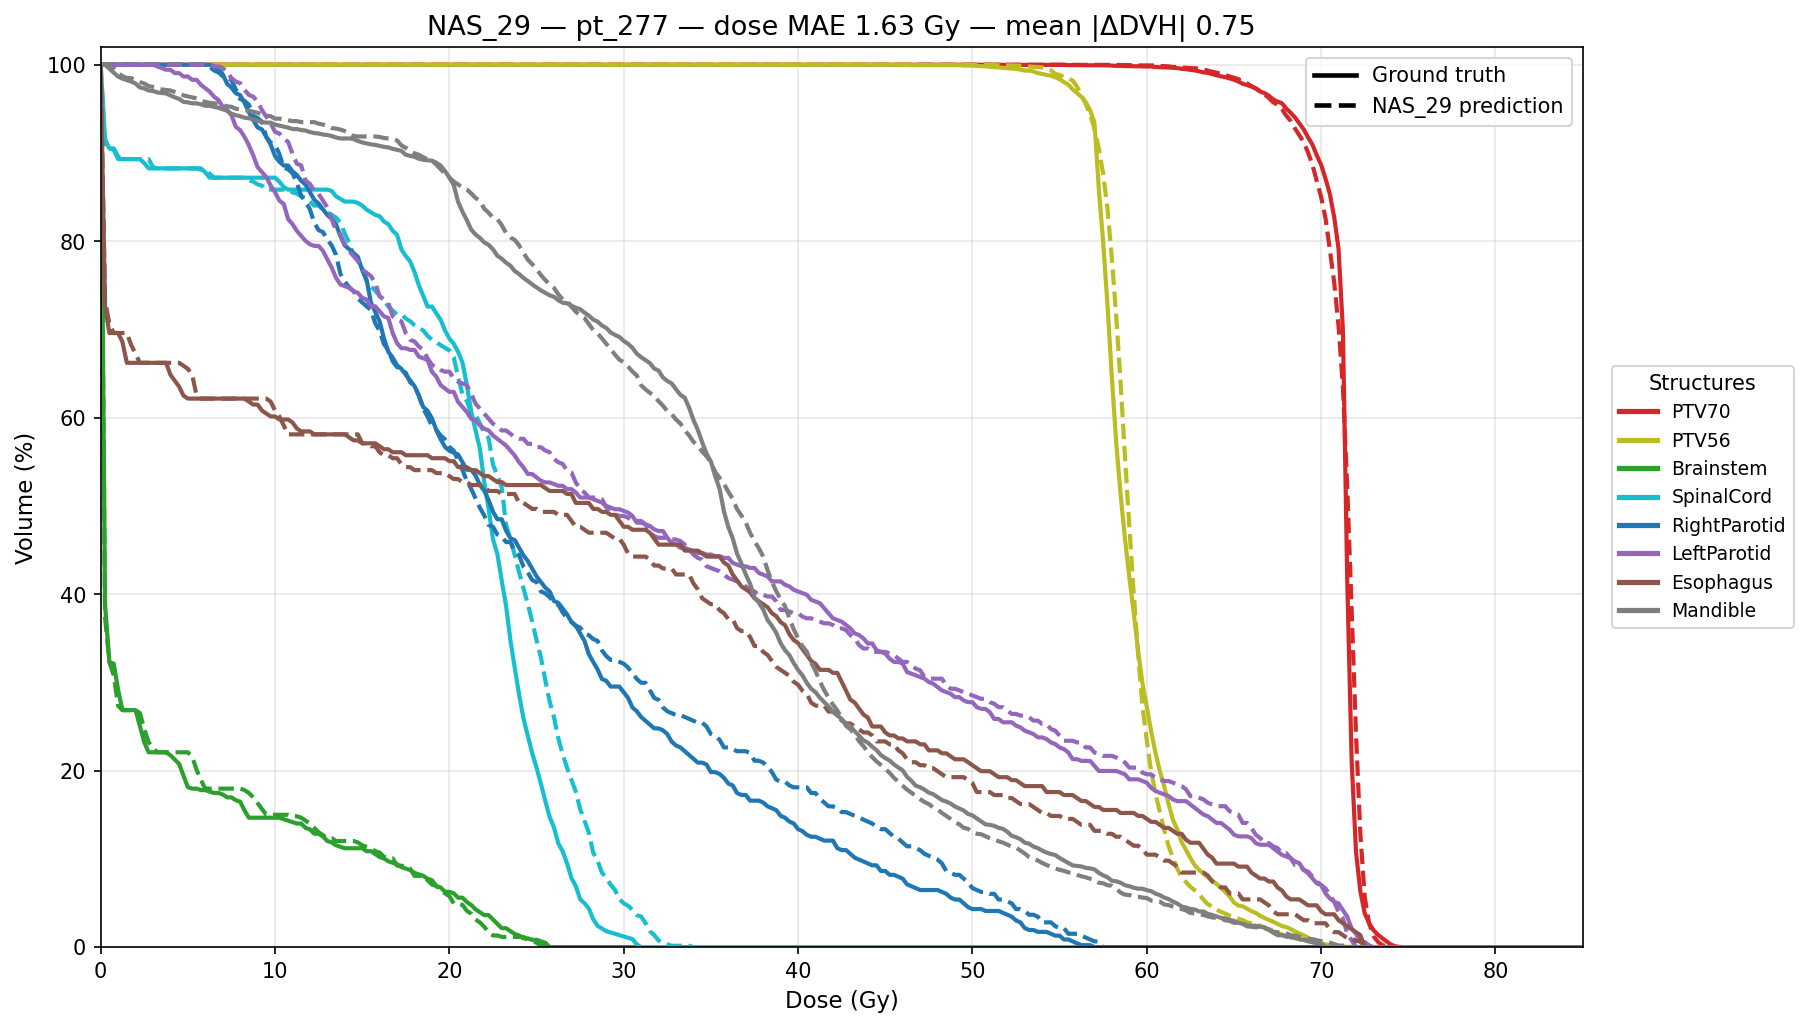 NAS_29 — pt_277 — dose MAE 1.63 Gy — mean |ΔDVH| 0.75
Ground truth
NAS_29 prediction
Volume (%)
100
80
60
40
20
0
0 10 20 30 40 50 60 70 80
Dose (Gy)
Structures
PTV70
PTV56
Brainstem
SpinalCord
RightParotid
LeftParotid
Esophagus
Mandible